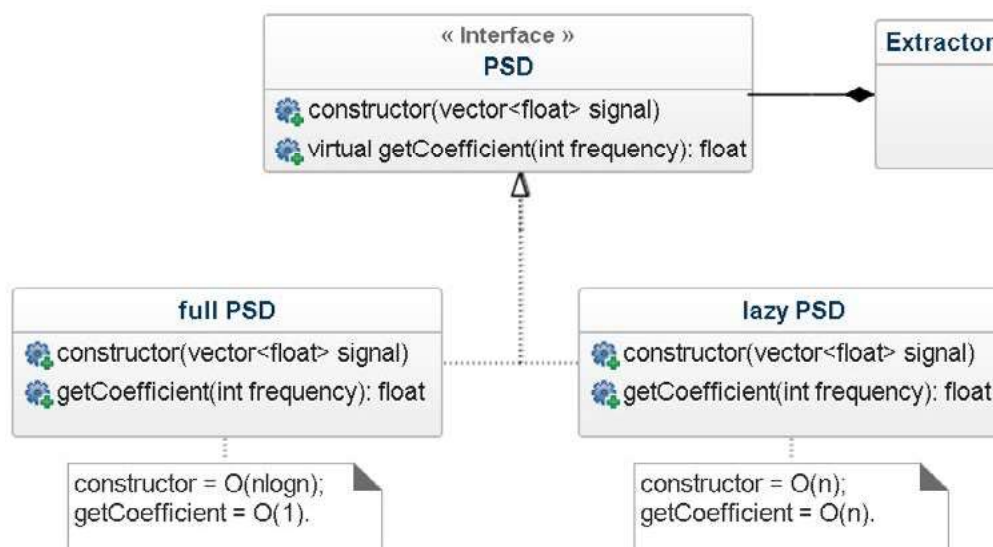 « Interface »
PSD
constructor(vector<float> signal)
virtual getCoefficient(int frequency): float
Extractor
full PSD
constructor(vector<float> signal)
getCoefficient(int frequency): float
lazy PSD
constructor(vector<float> signal)
getCoefficient(int frequency): float
constructor = O(nlogn);
getCoefficient = O(1).
constructor = O(n);
getCoefficient = O(n).